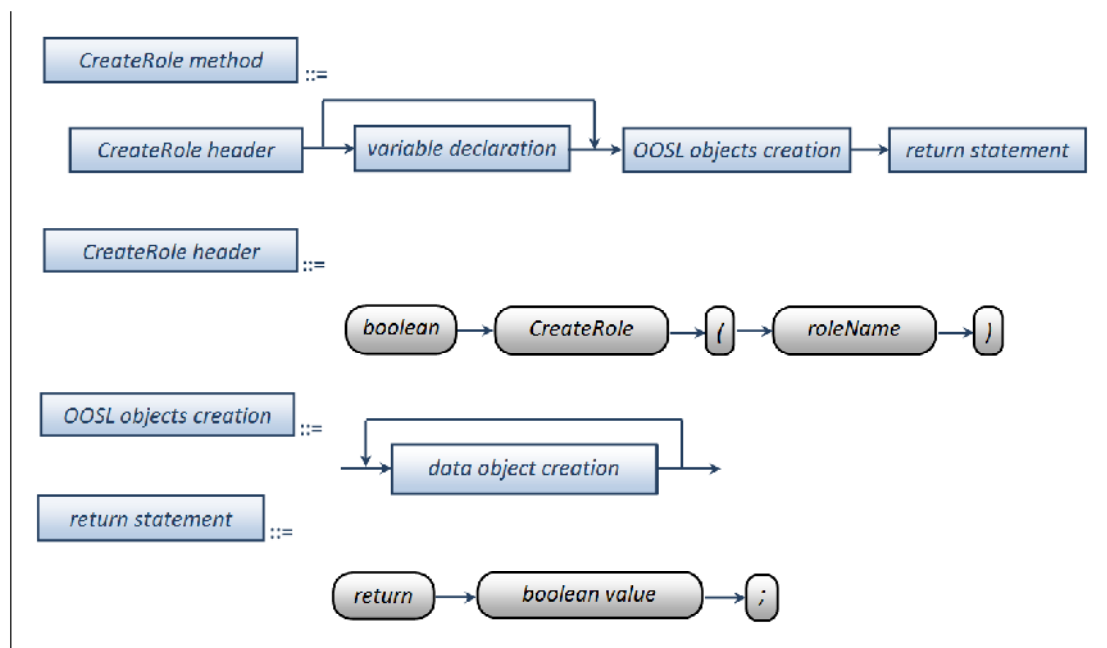 CreateRole method ::=
CreateRole header variable declaration OOSL objects creation return statement
CreateRole header ::=
boolean CreateRole ( roleName )
OOSL objects creation ::=
data object creation
return statement ::=
return boolean value ;